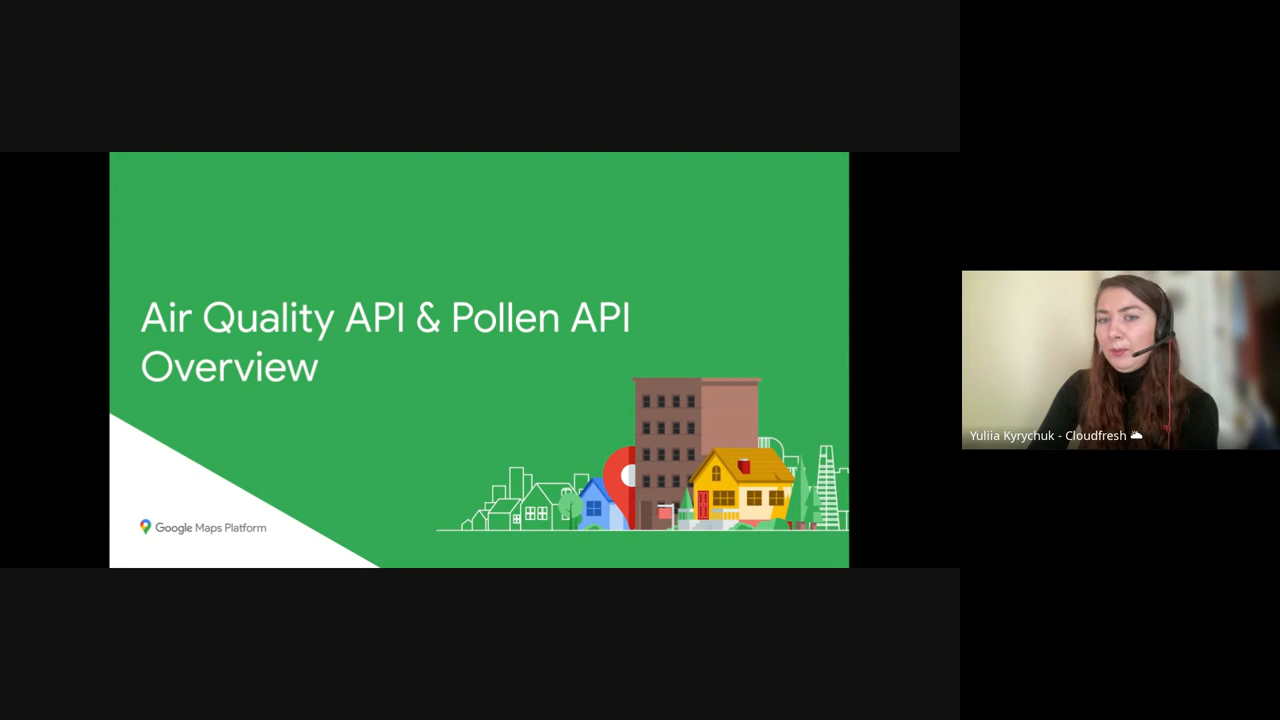 Air Quality API & Pollen API
Overview
Google Maps Platform
Yuliia Kyrychuk - Cloudfresh 🌥